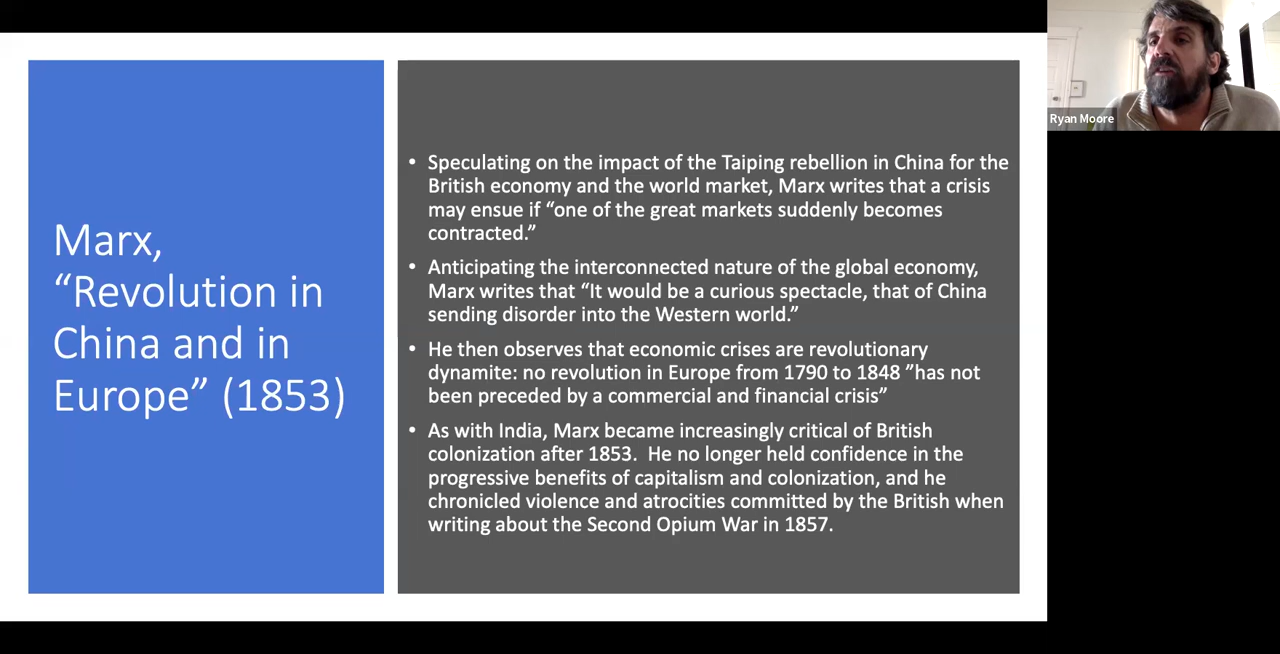 Marx,
“Revolution in
China and in
Europe” (1853)
• Speculating on the impact of the Taiping rebellion in China for the
British economy and the world market, Marx writes that a crisis
may ensue if “one of the great markets suddenly becomes
contracted.”
• Anticipating the interconnected nature of the global economy,
Marx writes that “It would be a curious spectacle, that of China
sending disorder into the Western world.”
• He then observes that economic crises are revolutionary
dynamite: no revolution in Europe from 1790 to 1848 ”has not
been preceded by a commercial and financial crisis”
• As with India, Marx became increasingly critical of British
colonization after 1853.  He no longer held confidence in the
progressive benefits of capitalism and colonization, and he
chronicled violence and atrocities committed by the British when
writing about the Second Opium War in 1857.
Ryan Moore